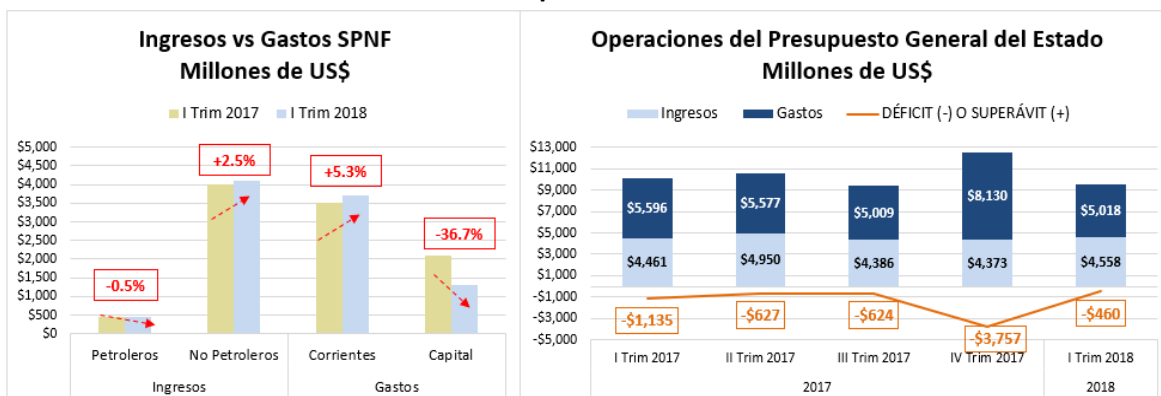 Ingresos vs Gastos SPNF
Millones de US$
I Trim 2017 I Trim 2018
$5,000
$4,500
$4,000
$3,500
$3,000
$2,500
$2,000
$1,500
$1,000
$500
$0
-0.5%
+2.5%
+5.3%
-36.7%
Petroleros No Petroleros Corrientes Capital
Ingresos Gastos
Operaciones del Presupuesto General del Estado
Millones de US$
Ingresos Gastos DÉFICIT (-) O SUPERÁVIT (+)
$13,000
$11,000
$9,000
$7,000
$5,000
$3,000
$1,000
-$1,000
-$3,000
-$5,000
$5,596 $5,577 $5,009 $8,130 $5,018
$4,461 $4,950 $4,386 $4,373 $4,558
-$1,135 -$627 -$624 -$3,757 -$460
I Trim 2017 II Trim 2017 III Trim 2017 IV Trim 2017 I Trim 2018
2017 2018